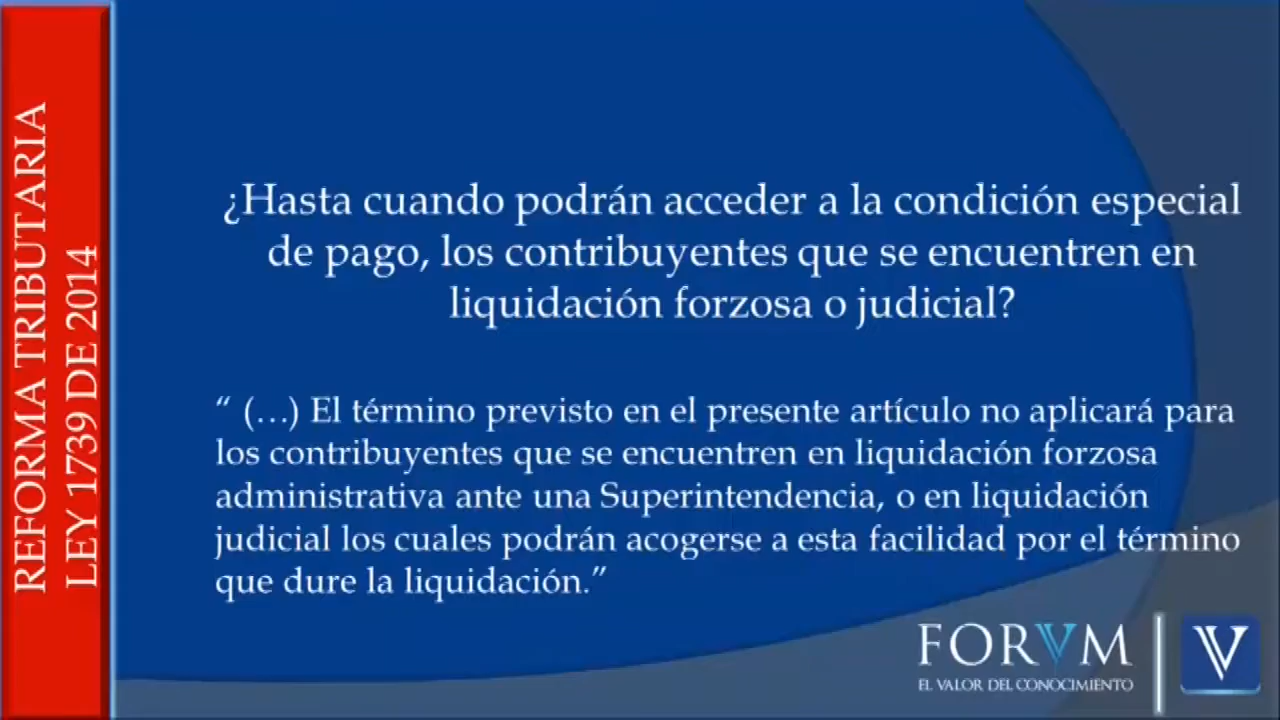 REFORMA TRIBUTARIA
LEY 1739 DE 2014
¿Hasta cuando podrán acceder a la condición especial
de pago, los contribuyentes que se encuentren en
liquidación forzosa o judicial?
“ (…) El término previsto en el presente artículo no aplicará para
los contribuyentes que se encuentren en liquidación forzosa
administrativa ante una Superintendencia, o en liquidación
judicial los cuales podrán acogerse a esta facilidad por el término
que dure la liquidación.”
FORVM
EL VALOR DEL CONOCIMIENTO
V